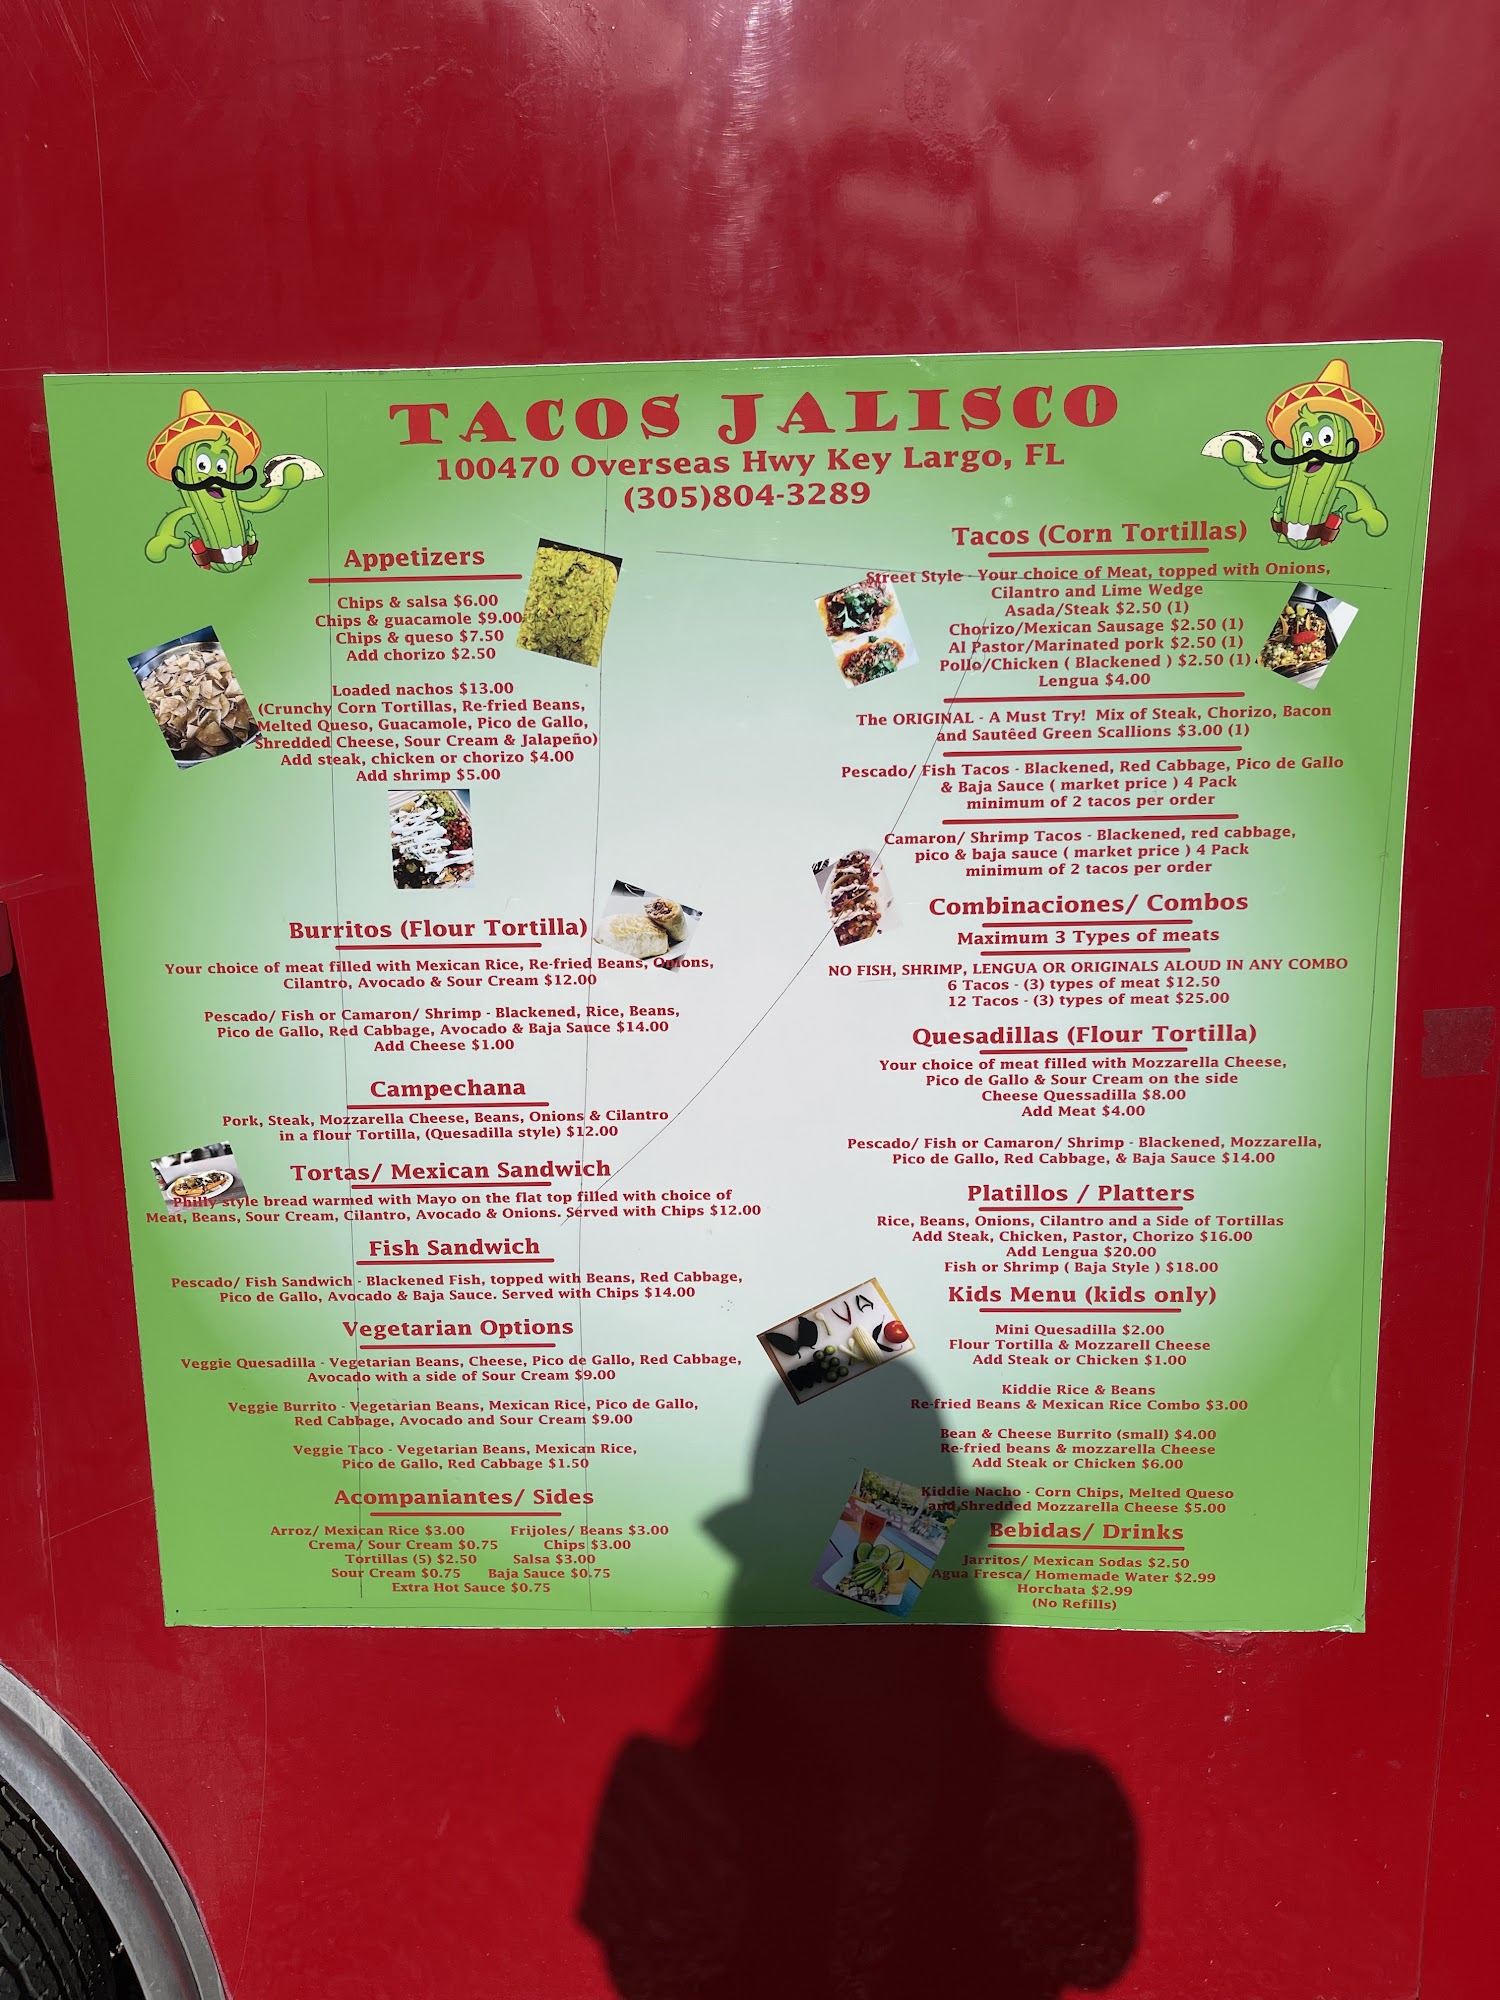 TACOS JALISCO
100470 Overseas Hwy Key Largo, FL
(305)804-3289
Appetizers
Chips & salsa $6.00
Chips & guacamole $9.00
Chips & queso $7.50
Add chorizo $2.50
Loaded nachos $13.00
(Crunchy Corn Tortillas, Re-fried Beans,
Melted Queso, Guacamole, Pico de Gallo,
Shredded Cheese, Sour Cream & Jalapeño)
Add steak, chicken or chorizo $4.00
Add shrimp $5.00
Burritos (Flour Tortilla)
Your choice of meat filled with Mexican Rice, Re-fried Beans, Onions,
Cilantro, Avocado & Sour Cream $12.00
Pescado/ Fish or Camaron/ Shrimp - Blackened, Rice, Beans,
Pico de Gallo, Red Cabbage, Avocado & Baja Sauce $14.00
Add Cheese $1.00
Campechana
Pork, Steak, Mozzarella Cheese, Beans, Onions & Cilantro
in a flour Tortilla, (Quesadilla style) $12.00
Tortas/ Mexican Sandwich
Philly style bread warmed with Mayo on the flat top filled with choice of
Meat, Beans, Sour Cream, Cilantro, Avocado & Onions. Served with Chips $12.00
Fish Sandwich
Pescado/ Fish Sandwich - Blackened Fish, topped with Beans, Red Cabbage,
Pico de Gallo, Avocado & Baja Sauce. Served with Chips $14.00
Vegetarian Options
Veggie Quesadilla - Vegetarian Beans, Cheese, Pico de Gallo, Red Cabbage,
Avocado with a side of Sour Cream $9.00
Veggie Burrito - Vegetarian Beans, Mexican Rice, Pico de Gallo,
Red Cabbage, Avocado and Sour Cream $9.00
Veggie Taco - Vegetarian Beans, Mexican Rice,
Pico de Gallo, Red Cabbage $1.50
Acompaniantes/ Sides
Arroz/ Mexican Rice $3.00 Frijoles/ Beans $3.00
Crema/ Sour Cream $0.75 Chips $3.00
Tortillas (5) $2.50 Salsa $3.00
Sour Cream $0.75 Baja Sauce $0.75
Extra Hot Sauce $0.75
Tacos (Corn Tortillas)
Street Style - Your choice of Meat, topped with Onions,
Cilantro and Lime Wedge
Asada/Steak $2.50 (1)
Chorizo/Mexican Sausage $2.50 (1)
Al Pastor/Marinated pork $2.50 (1)
Pollo/Chicken ( Blackened ) $2.50 (1)
Lengua $4.00
The ORIGINAL - A Must Try! Mix of Steak, Chorizo, Bacon
and Sautêed Green Scallions $3.00 (1)
Pescado/ Fish Tacos - Blackened, Red Cabbage, Pico de Gallo
& Baja Sauce ( market price ) 4 Pack
minimum of 2 tacos per order
Camaron/ Shrimp Tacos - Blackened, red cabbage,
pico & baja sauce ( market price ) 4 Pack
minimum of 2 tacos per order
Combinaciones/ Combos
Maximum 3 Types of meats
NO FISH, SHRIMP, LENGUA OR ORIGINALS ALOUD IN ANY COMBO
6 Tacos - (3) types of meat $12.50
12 Tacos - (3) types of meat $25.00
Quesadillas (Flour Tortilla)
Your choice of meat filled with Mozzarella Cheese,
Pico de Gallo & Sour Cream on the side
Cheese Quessadilla $8.00
Add Meat $4.00
Pescado/ Fish or Camaron/ Shrimp - Blackened, Mozzarella,
Pico de Gallo, Red Cabbage, & Baja Sauce $14.00
Platillos / Platters
Rice, Beans, Onions, Cilantro and a Side of Tortillas
Add Steak, Chicken, Pastor, Chorizo $16.00
Add Lengua $20.00
Fish or Shrimp ( Baja Style ) $18.00
Kids Menu (kids only)
Mini Quesadilla $2.00
Flour Tortilla & Mozzarell Cheese
Add Steak or Chicken $1.00
Kiddie Rice & Beans
Re-fried Beans & Mexican Rice Combo $3.00
Bean & Cheese Burrito (small) $4.00
Re-fried beans & mozzarella Cheese
Add Steak or Chicken $6.00
Kiddie Nacho - Corn Chips, Melted Queso
and Shredded Mozzarella Cheese $5.00
Bebidas/ Drinks
Jarritos/ Mexican Sodas $2.50
Agua Fresca/ Homemade Water $2.99
Horchata $2.99
(No Refills)